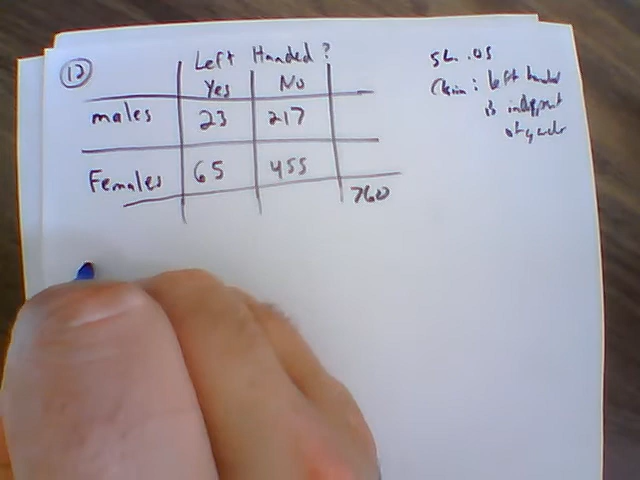 12
Left Handed ?
Yes No
males 23 217
Females 65 455
760
SL .05
Claim : left handed
is independent
of gender